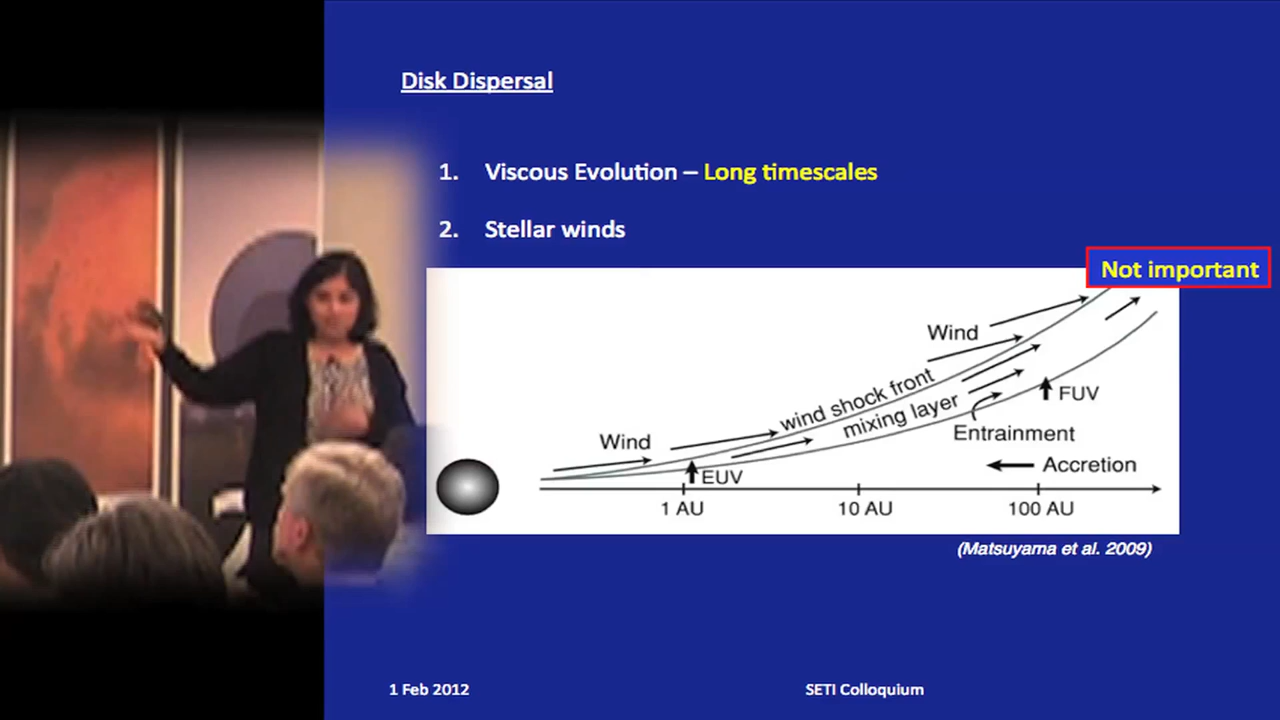 Disk Dispersal
1. Viscous Evolution – Long timescales
2. Stellar winds
Not important
Wind
wind shock front
mixing layer
FUV
Entrainment
Wind
EUV
Accretion
1 AU
10 AU
100 AU
(Matsuyama et al. 2009)
1 Feb 2012
SETI Colloquium